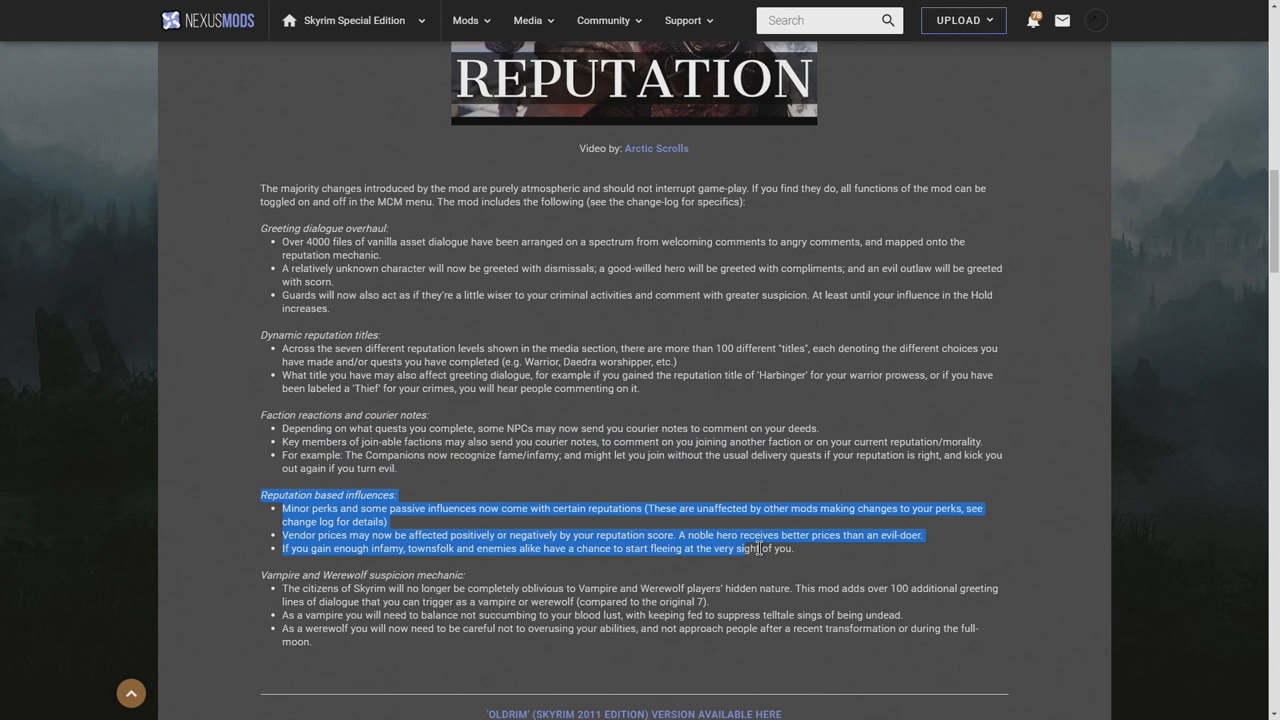 NEXUSMODS
Skyrim Special Edition
Mods
Media
Community
Support
Search
UPLOAD
78
REPUTATION
Video by: Arctic Scrolls
The majority changes introduced by the mod are purely atmospheric and should not interrupt game-play. If you find they do, all functions of the mod can be
toggled on and off in the MCM menu. The mod includes the following (see the change-log for specifics):
Greeting dialogue overhaul:
• Over 4000 files of vanilla asset dialogue have been arranged on a spectrum from welcoming comments to angry comments, and mapped onto the
reputation mechanic.
• A relatively unknown character will now be greeted with dismissals; a good-willed hero will be greeted with compliments; and an evil outlaw will be greeted
with scorn.
• Guards will now also act as if they're a little wiser to your criminal activities and comment with greater suspicion. At least until your influence in the Hold
increases.
Dynamic reputation titles:
• Across the seven different reputation levels shown in the media section, there are more than 100 different "titles", each denoting the different choices you
have made and/or quests you have completed (e.g. Warrior, Daedra worshipper, etc.)
• What title you have may also affect greeting dialogue, for example if you gained the reputation title of 'Harbinger' for your warrior prowess, or if you have
been labeled a 'Thief' for your crimes, you will hear people commenting on it.
Faction reactions and courier notes:
• Depending on what quests you complete, some NPCs may now send you courier notes to comment on your deeds.
• Key members of join-able factions may also send you courier notes, to comment on you joining another faction or on your current reputation/morality.
• For example: The Companions now recognize fame/infamy; and might let you join without the usual delivery quests if your reputation is right, and kick you
out again if you turn evil.
Reputation based influences:
• Minor perks and some passive influences now come with certain reputations (These are unaffected by other mods making changes to your perks, see
change log for details)
• Vendor prices may now be affected positively or negatively by your reputation score. A noble hero receives better prices than an evil-doer.
• If you gain enough infamy, townsfolk and enemies alike have a chance to start fleeing at the very sight of you.
Vampire and Werewolf suspicion mechanic:
• The citizens of Skyrim will no longer be completely oblivious to Vampire and Werewolf players' hidden nature. This mod adds over 100 additional greeting
lines of dialogue that you can trigger as a vampire or werewolf (compared to the original 7).
• As a vampire you will need to balance not succumbing to your blood lust, with keeping fed to suppress telltale sings of being undead.
• As a werewolf you will now need to be careful not to overusing your abilities, and not approach people after a recent transformation or during the full-
moon.
'OLDRIM' (SKYRIM 2011 EDITION) VERSION AVAILABLE HERE